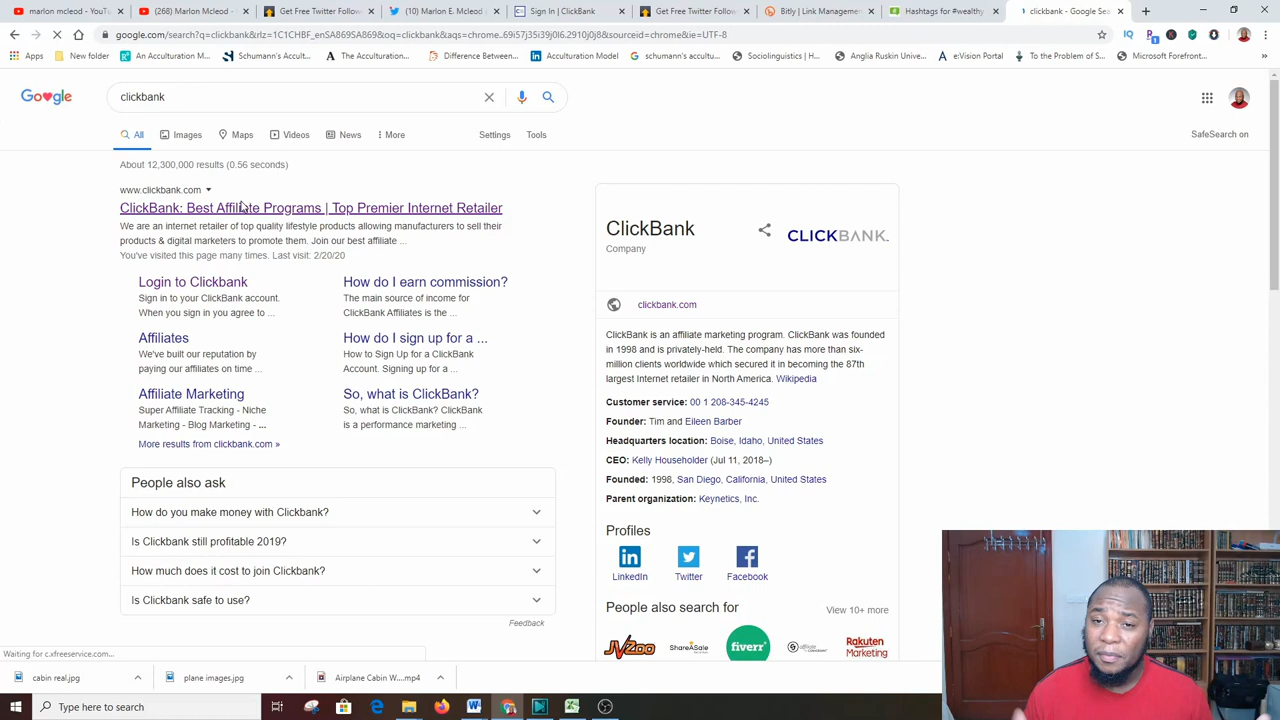 marlon mcleod - YouT
(268) Marlon Mcleod -
Get Free Twitter Follow
(10) Marlon E. Mcleod
Sign In | ClickBank
Get Free Twitter Follow
Bitly | Link Management
Hashtags for #wealthy
clickbank - Google Sea
google.com/search?q=clickbank&rlz=1C1CHBF_enSA869SA869&oq=clickbank&aqs=chrome..69i57j35i39j0l6.2910j0j8&sourceid=chrome&ie=UTF-8
Apps
New folder
An Acculturation M...
Schumann's Accult...
The Acculturation...
Difference Between...
Acculturation Model
schumann's accultu...
Sociolinguistics | H...
Anglia Ruskin Unive...
e:Vision Portal
To the Problem of S...
Microsoft Forefront...
Google
clickbank
All
Images
Maps
Videos
News
More
Settings
Tools
SafeSearch on
About 12,300,000 results (0.56 seconds)
www.clickbank.com
ClickBank: Best Affiliate Programs | Top Premier Internet Retailer
We are an internet retailer of top quality lifestyle products allowing manufacturers to sell their
products & digital marketers to promote them. Join our best affiliate ...
You've visited this page many times. Last visit: 2/20/20
Login to Clickbank
Sign in to your ClickBank account.
When you sign in you agree to ...
How do I earn commission?
The main source of income for
ClickBank Affiliates is the ...
Affiliates
We've built our reputation by
paying our affiliates on time ...
How do I sign up for a ...
How to Sign Up for a ClickBank
Account. Signing up for a ...
Affiliate Marketing
Super Affiliate Tracking - Niche
Marketing - Blog Marketing - ...
So, what is ClickBank?
So, what is ClickBank? ClickBank
is a performance marketing ...
More results from clickbank.com »
People also ask
How do you make money with Clickbank?
Is Clickbank still profitable 2019?
How much does it cost to join Clickbank?
Is Clickbank safe to use?
Feedback
ClickBank
Company
CLICKBANK
clickbank.com
ClickBank is an affiliate marketing program. ClickBank was founded
in 1998 and is privately-held. The company has more than six-
million clients worldwide which secured it in becoming the 87th
largest Internet retailer in North America. Wikipedia
Customer service: 00 1 208-345-4245
Founder: Tim and Eileen Barber
Headquarters location: Boise, Idaho, United States
CEO: Kelly Householder (Jul 11, 2018–)
Founded: 1998, San Diego, California, United States
Parent organization: Keynetics, Inc.
Profiles
LinkedIn
Twitter
Facebook
People also search for
View 10+ more
JVZoo
ShareASale
fiverr
Rakuten
Marketing
Waiting for c.xfreeservice.com...
cabin real.jpg
plane images.jpg
Airplane Cabin W....mp4
Type here to search